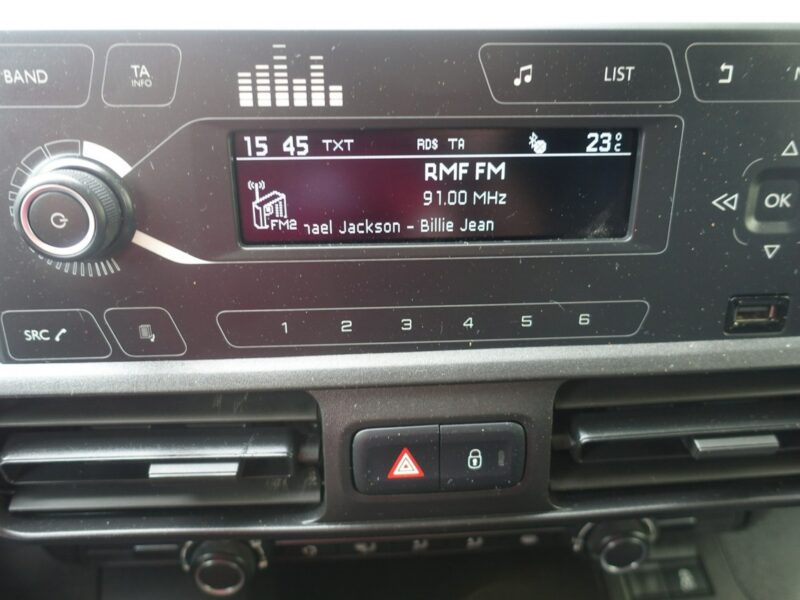 BAND
TA
INFO
LIST
15 45 TXT RDS TA 23°C
RMF FM
91.00 MHz
FM2
ael Jackson - Billie Jean
OK
SRC
1 2 3 4 5 6